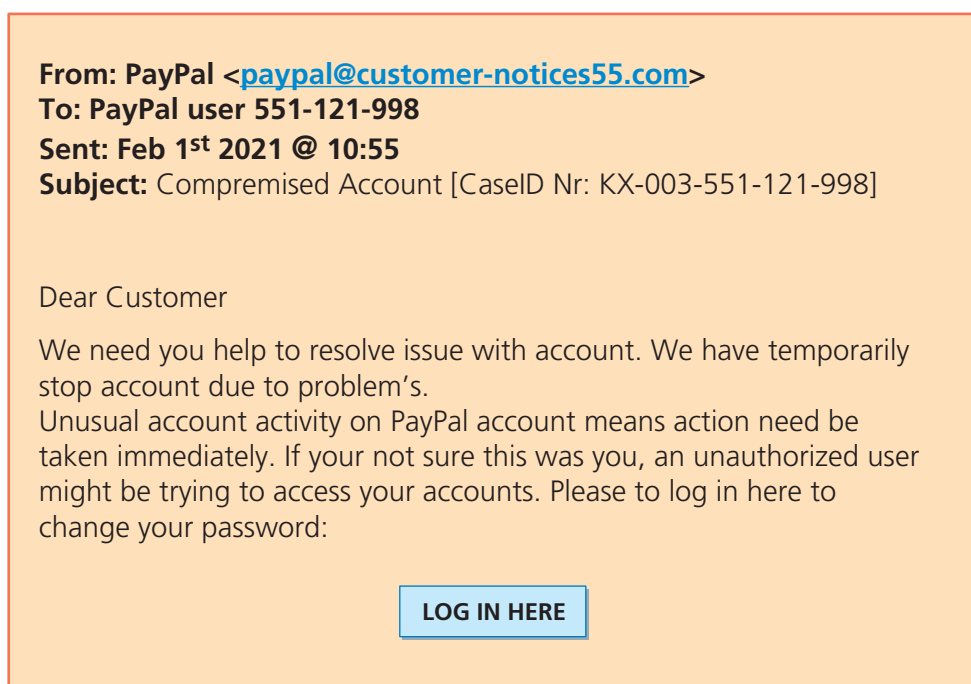 From: PayPal <paypal@customer-notices55.com>
To: PayPal user 551-121-998
Sent: Feb 1st 2021 @ 10:55
Subject: Compromised Account [CaseID Nr: KX-003-551-121-998]
Dear Customer
We need you help to resolve issue with account. We have temporarily
stop account due to problem's.
Unusual account activity on PayPal account means action need be
taken immediately. If your not sure this was you, an unauthorized user
might be trying to access your accounts. Please to log in here to
change your password:
LOG IN HERE